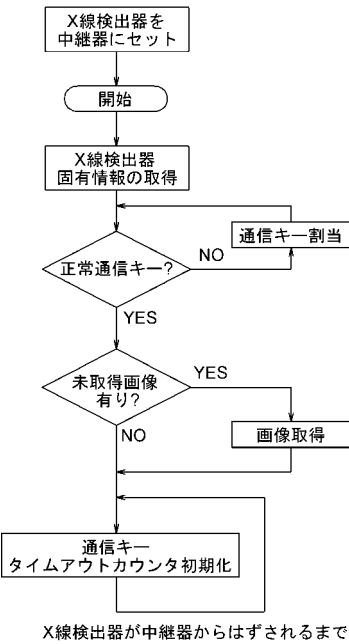 X線検出器を
中継器にセット
開始
X線検出器
固有情報の取得
通信キー割当
正常通信キー?
NO
YES
未取得画像
有り?
YES
NO
画像取得
通信キー
タイムアウトカウンタ初期化
X線検出器が中継器からはずされるまで